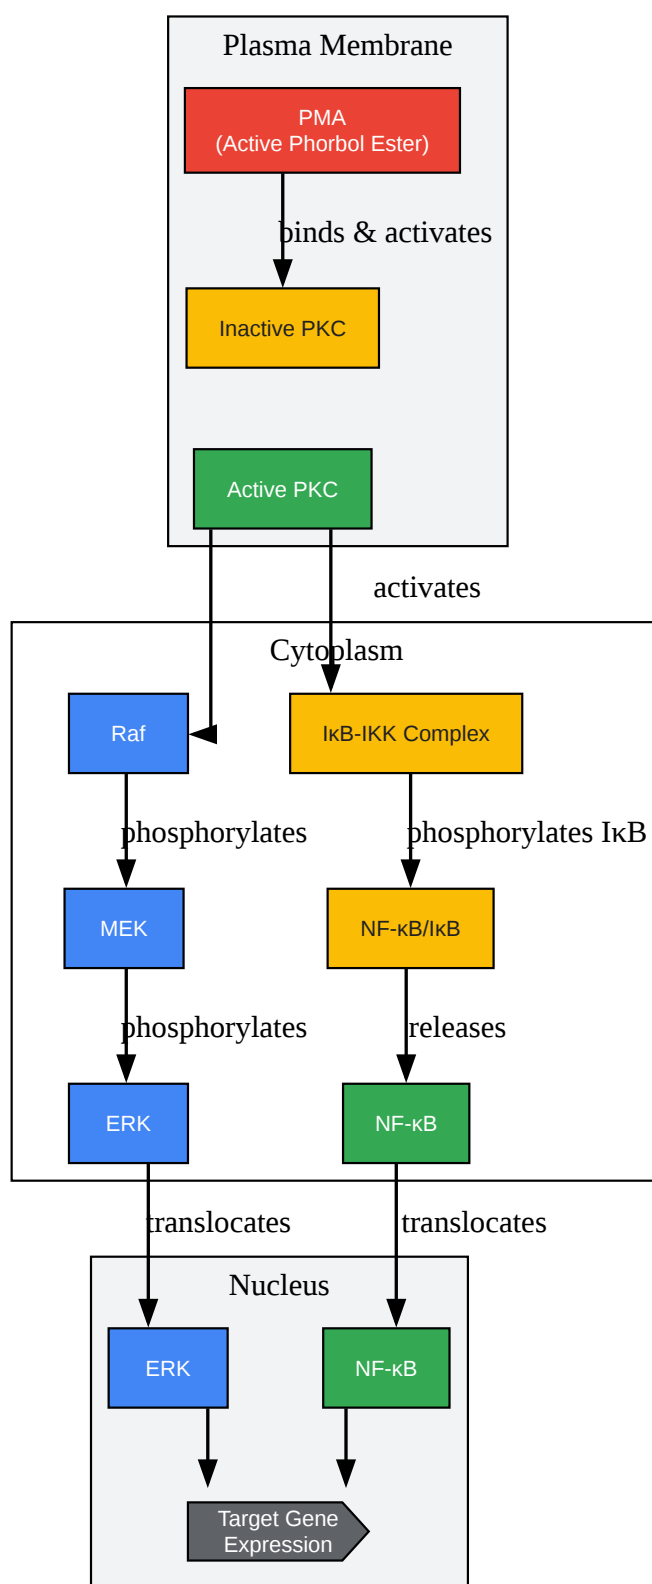 Plasma Membrane
PMA
(Active Phorbol Ester)
binds & activates
Inactive PKC
Active PKC
activates
Cytoplasm
Raf
IκB-IKK Complex
phosphorylates
phosphorylates IκB
MEK
NF-κB/IκB
phosphorylates
releases
ERK
NF-κB
translocates
translocates
Nucleus
ERK
NF-κB
Target Gene
Expression